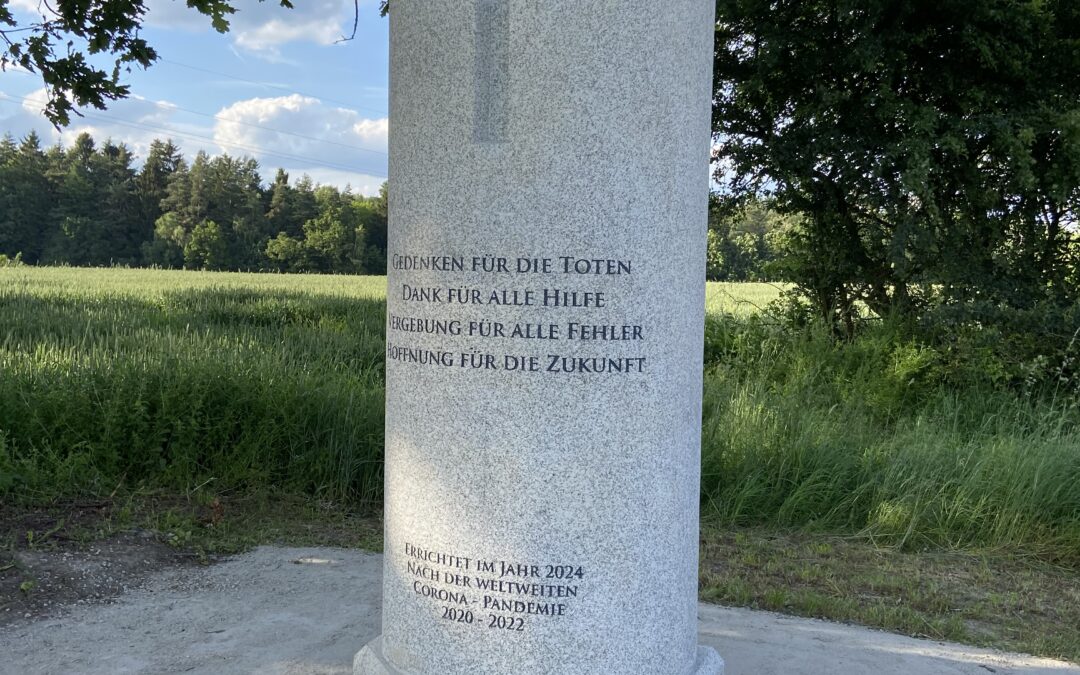 GEDENKEN FÜR DIE TOTEN
DANK FÜR ALLE HILFE
VERGEBUNG FÜR ALLE FEHLER
HOFFNUNG FÜR DIE ZUKUNFT
ERRICHTET IM JAHR 2024
NACH DER WELTWEITEN
CORONA - PANDEMIE
2020 - 2022